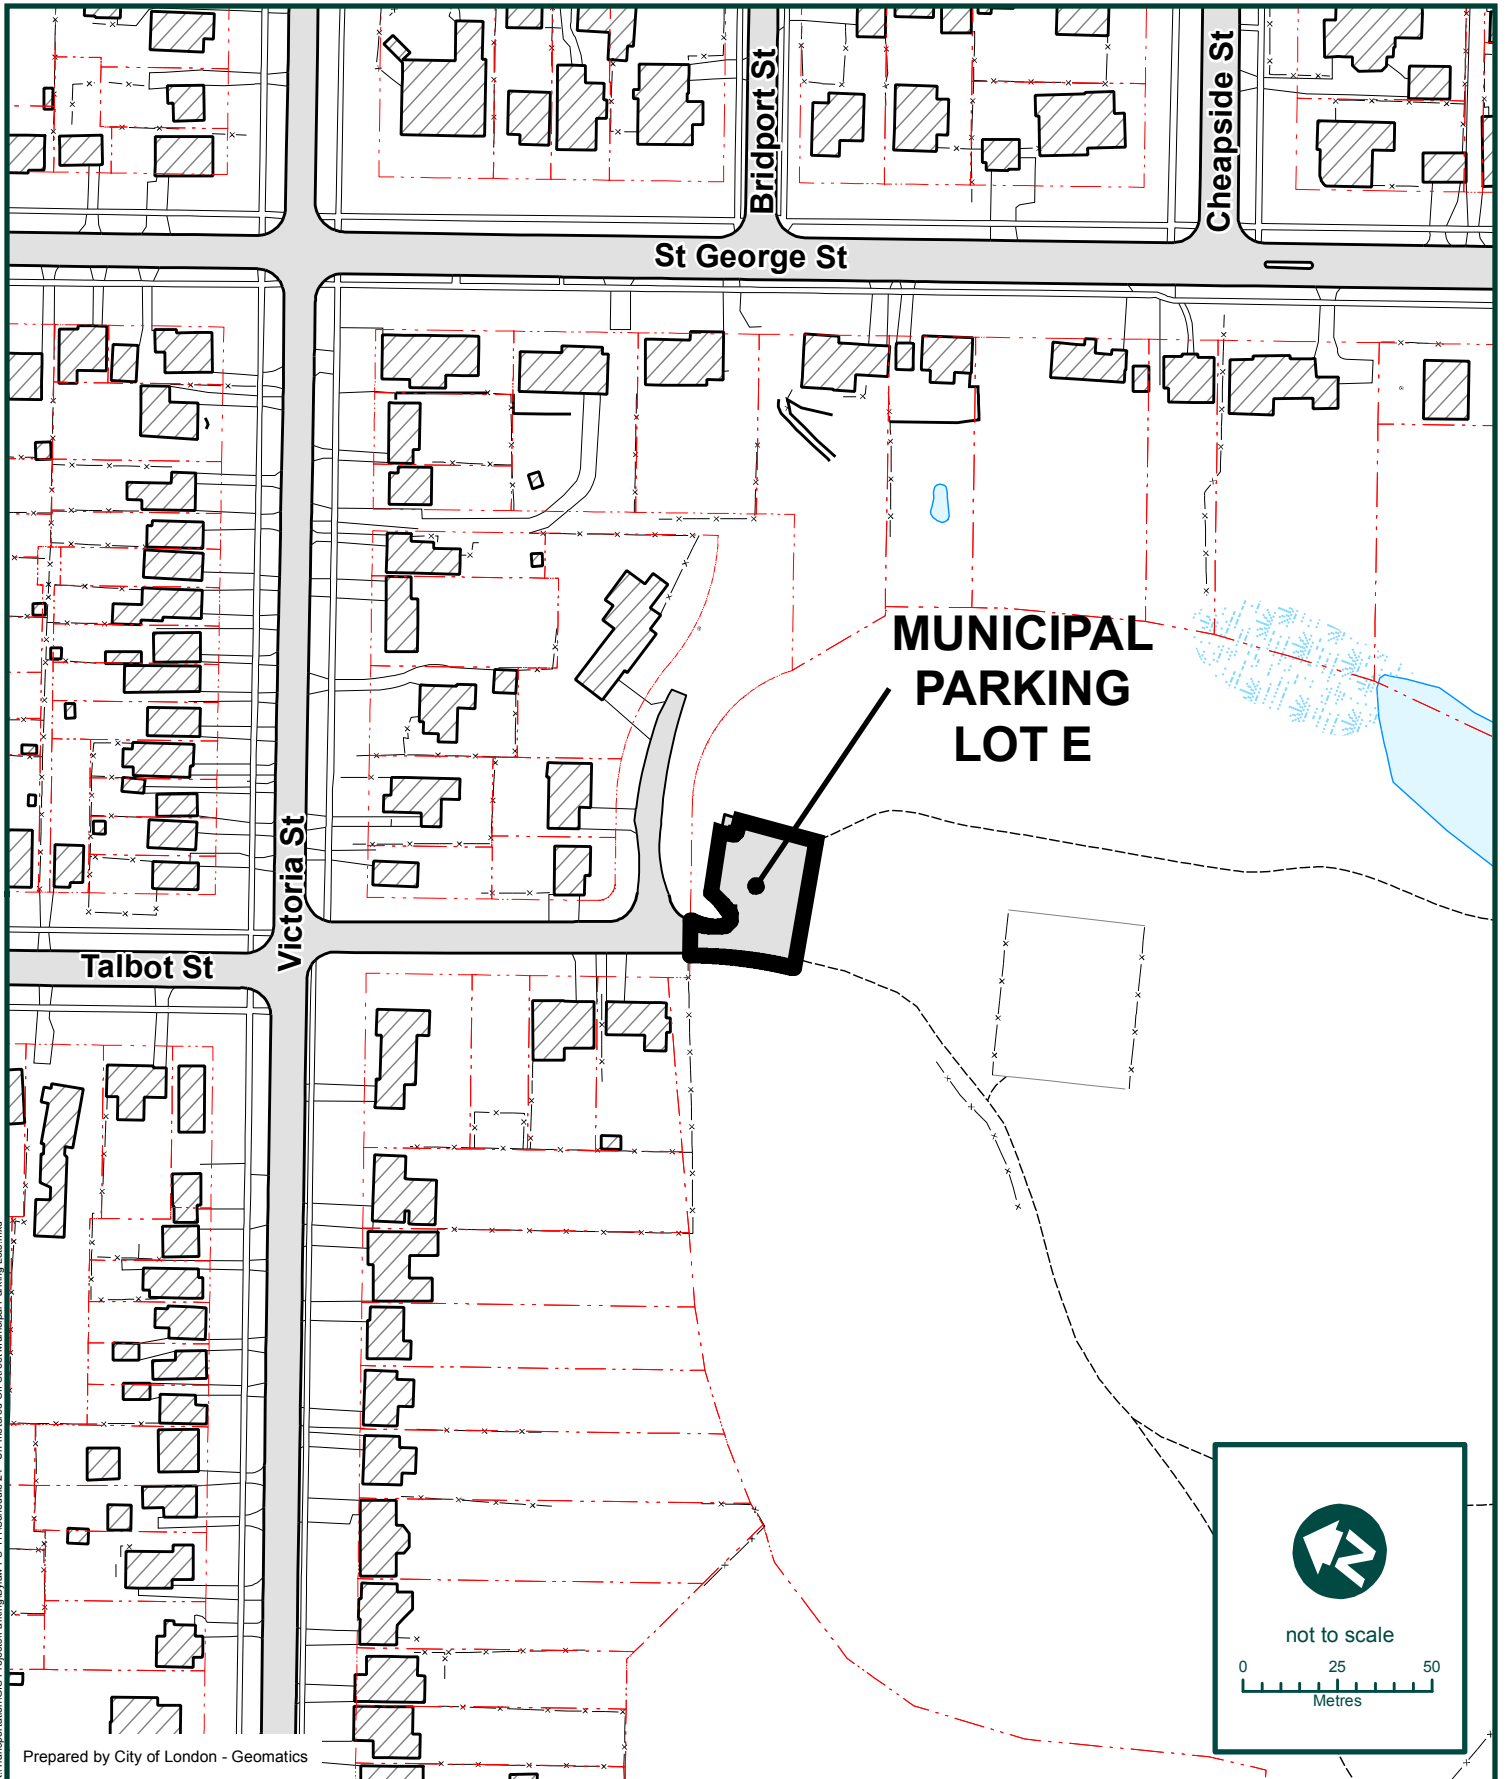 Bridport St
Cheapside St
St George St
MUNICIPAL
PARKING
LOT E
Victoria St
Talbot St
N
not to scale
0 25 50
Metres
Prepared by City of London - Geomatics